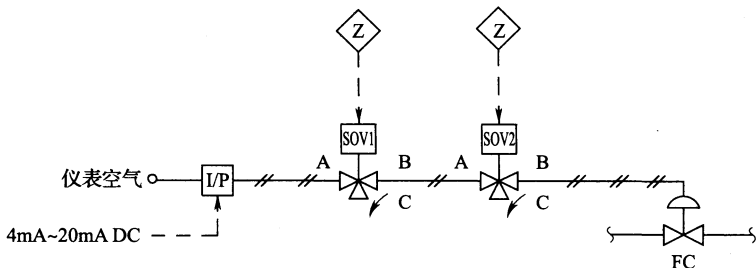 Z Z
SOV1 SOV2
A B A B
仪表空气 I/P
C C
4mA~20mA DC
FC